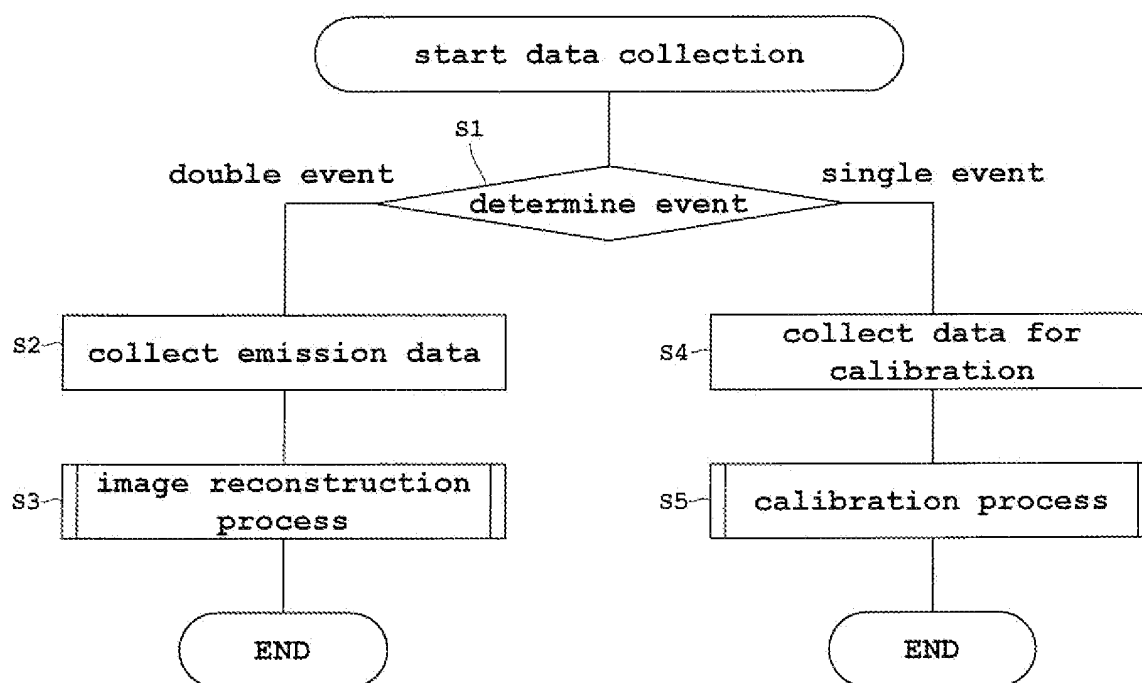 start data collection
S1
double event
single event
determine event
S2
collect emission data
S4
collect data for
calibration
S3
image reconstruction
process
S5
calibration process
END
END